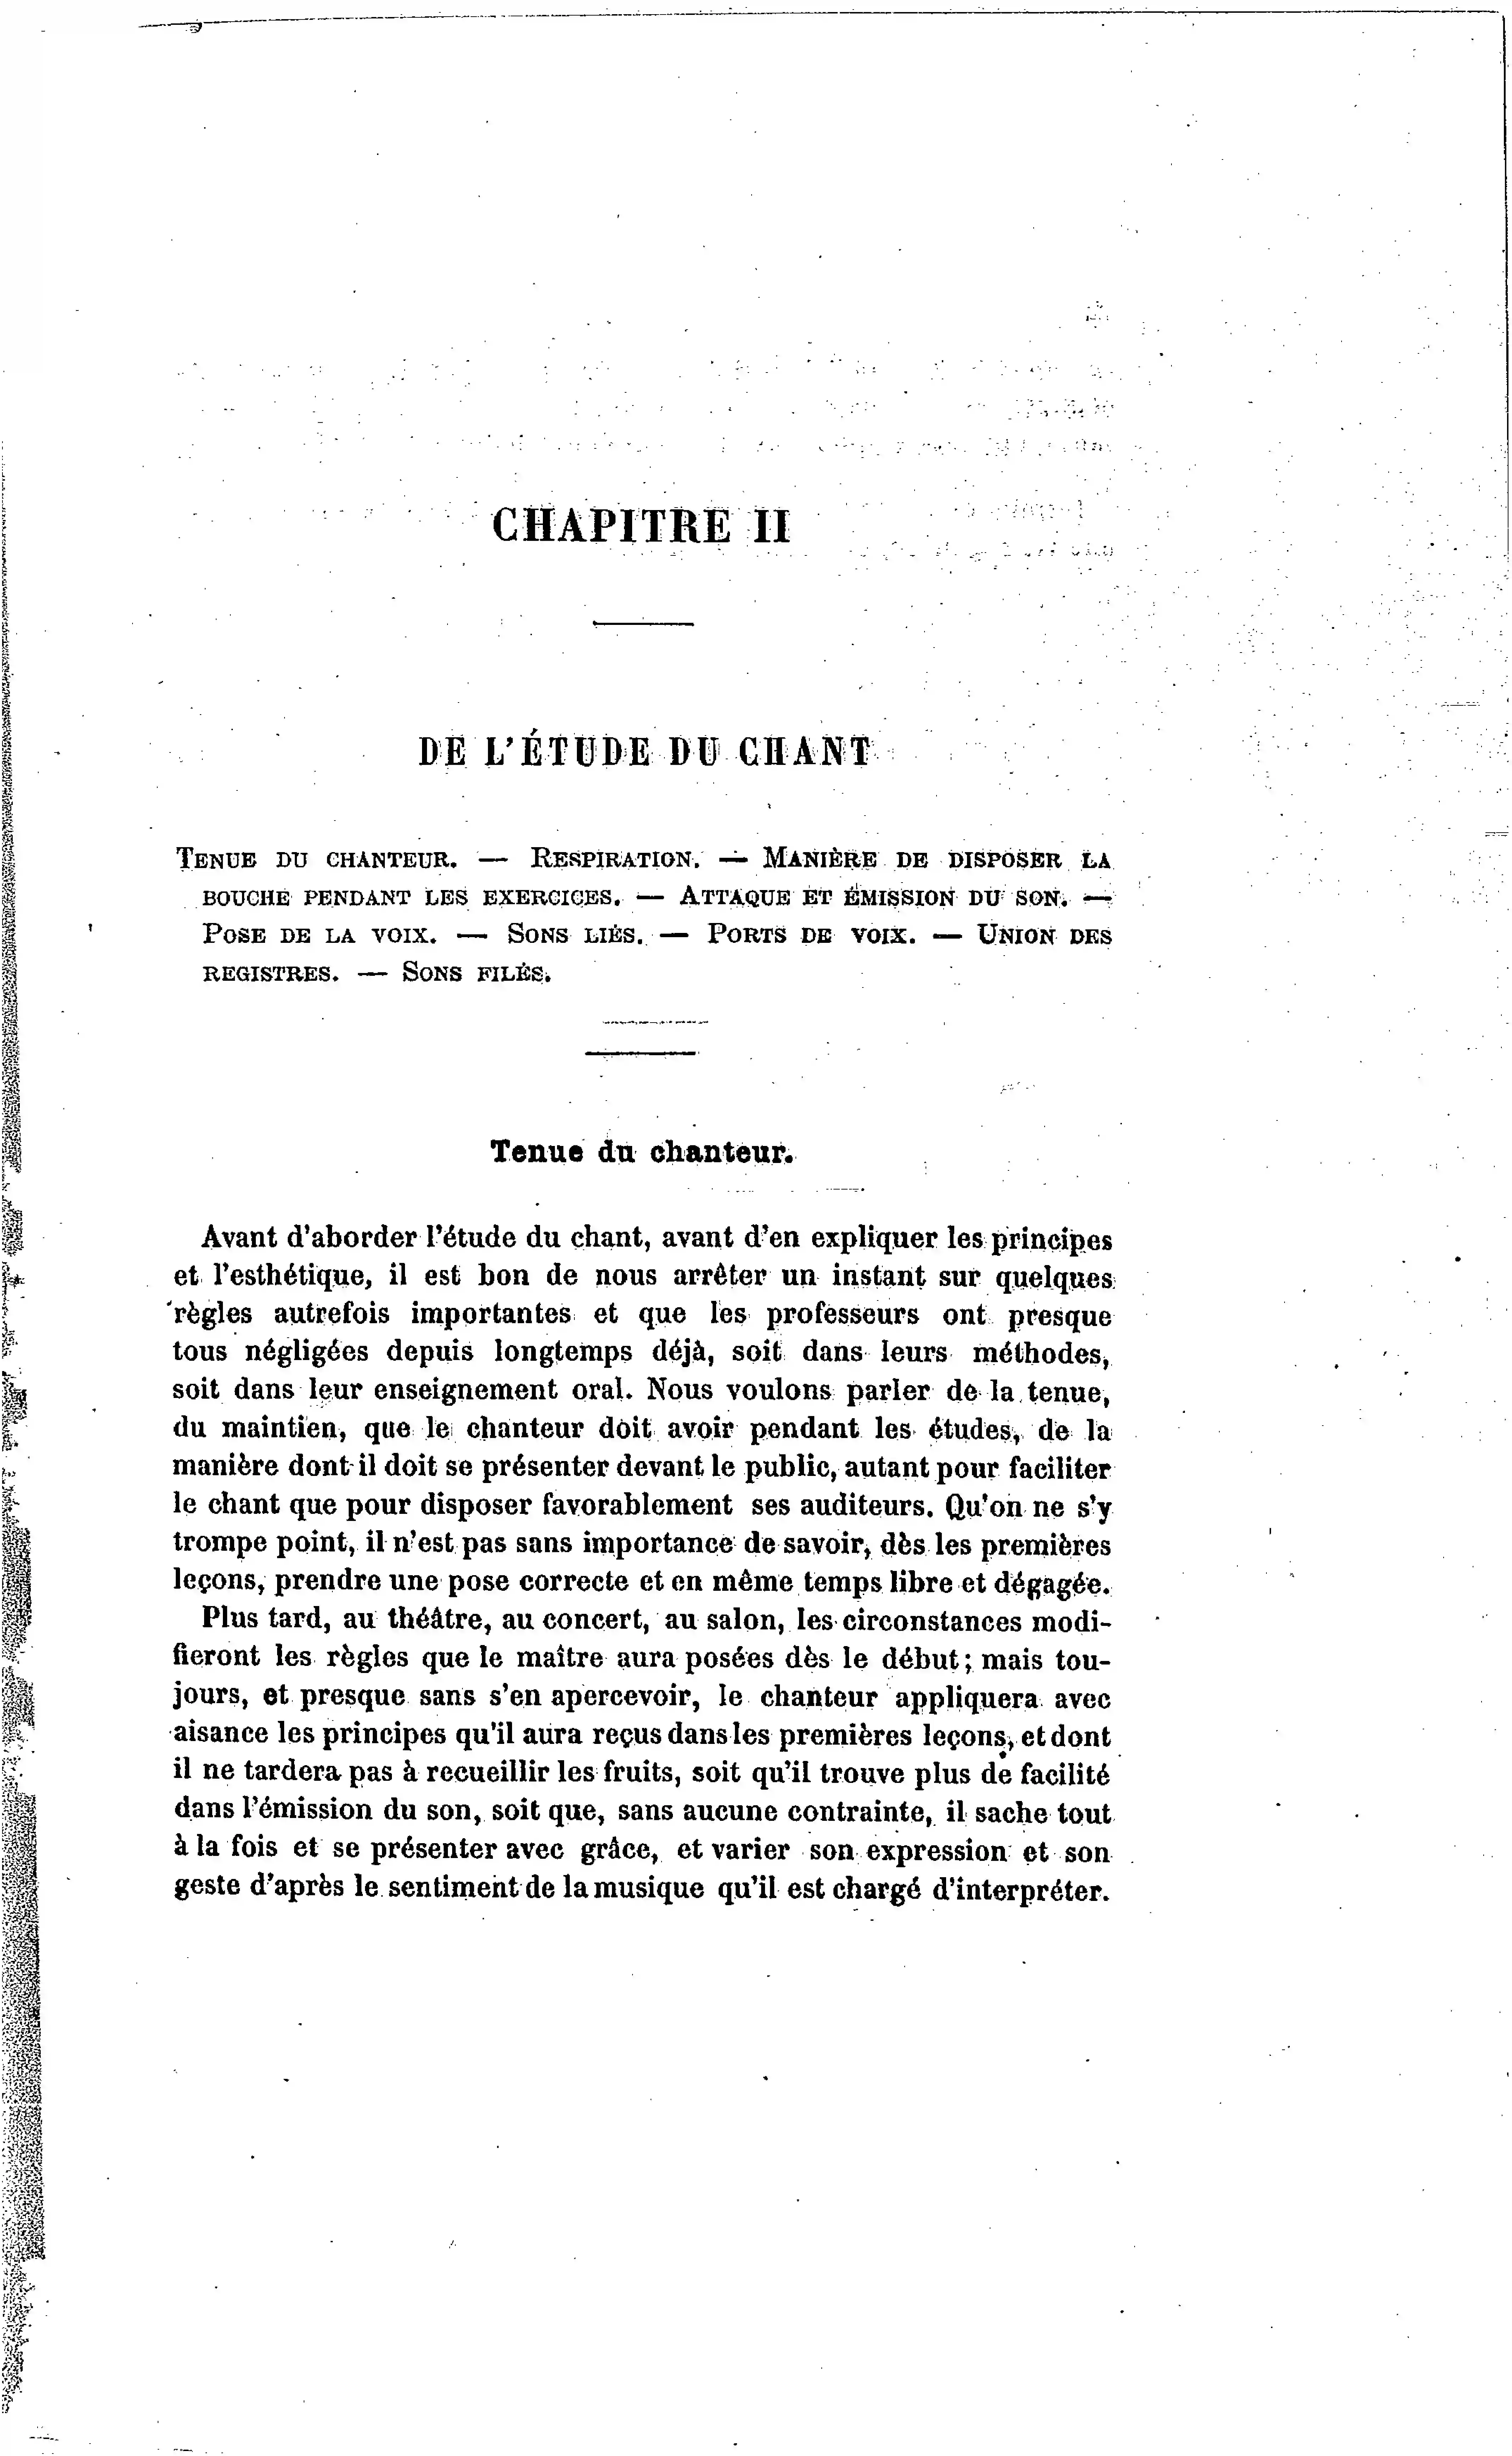 CHAPITRE II
DE L'ÉTUDE DU CHANT
TENUE DU CHANTEUR. — RESPIRATION. — MANIÈRE DE DISPOSER LA
BOUCHE PENDANT LES EXERCICES. — ATTAQUE ET ÉMISSION DU SON. —
POSE DE LA VOIX. — SONS LIÉS. — PORTS DE VOIX. — UNION DES
REGISTRES. — SONS FILÉS.
Tenue du chanteur.
Avant d'aborder l'étude du chant, avant d'en expliquer les principes
et l'esthétique, il est bon de nous arrêter un instant sur quelques
règles autrefois importantes et que les professeurs ont presque
tous négligées depuis longtemps déjà, soit dans leurs méthodes,
soit dans leur enseignement oral. Nous voulons parler de la tenue,
du maintien, que le chanteur doit avoir pendant les études, de la
manière dont il doit se présenter devant le public, autant pour faciliter
le chant que pour disposer favorablement ses auditeurs. Qu'on ne s'y
trompe point, il n'est pas sans importance de savoir, dès les premières
leçons, prendre une pose correcte et en même temps libre et dégagée.
Plus tard, au théâtre, au concert, au salon, les circonstances modi-
fieront les règles que le maître aura posées dès le début; mais tou-
jours, et presque sans s'en apercevoir, le chanteur appliquera avec
aisance les principes qu'il aura reçus dans les premières leçons, et dont
il ne tardera pas à recueillir les fruits, soit qu'il trouve plus de facilité
dans l'émission du son, soit que, sans aucune contrainte, il sache tout
à la fois et se présenter avec grâce, et varier son expression et son
geste d'après le sentiment de la musique qu'il est chargé d'interpréter.